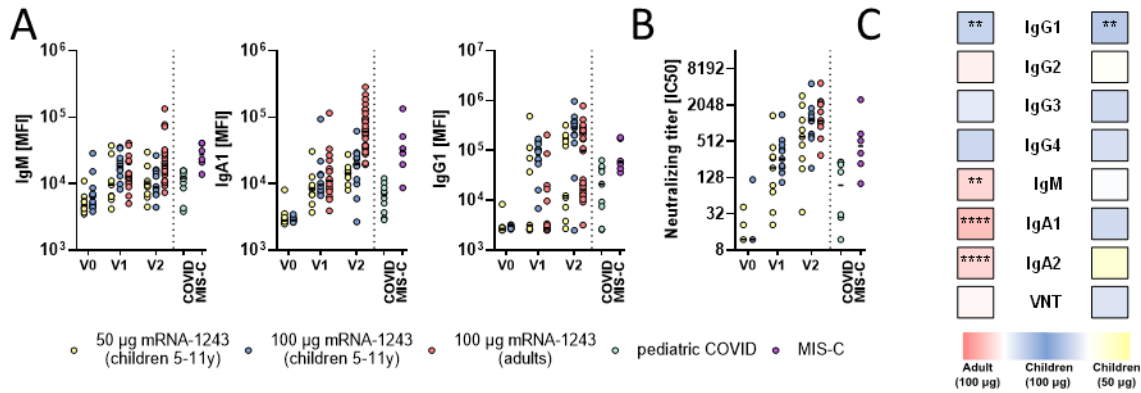 A
B
C
IgM [MFI]
10⁶
10⁵
10⁴
10³
V0 V1 V2 COVID MIS-C
IgA1 [MFI]
10⁶
10⁵
10⁴
10³
V0 V1 V2 COVID MIS-C
IgG1 [MFI]
10⁷
10⁶
10⁵
10⁴
10³
V0 V1 V2 COVID MIS-C
Neutralizing titer [IC50]
8192
2048
512
128
32
8
V0 V1 V2 COVID MIS-C
** IgG1 **
IgG2
IgG3
IgG4
** IgM
**** IgA1
**** IgA2
VNT
Adult (100 µg)
Children (100 µg)
Children (50 µg)
50 µg mRNA-1243
(children 5-11y)
100 µg mRNA-1243
(children 5-11y)
100 µg mRNA-1243
(adults)
pediatric COVID
MIS-C